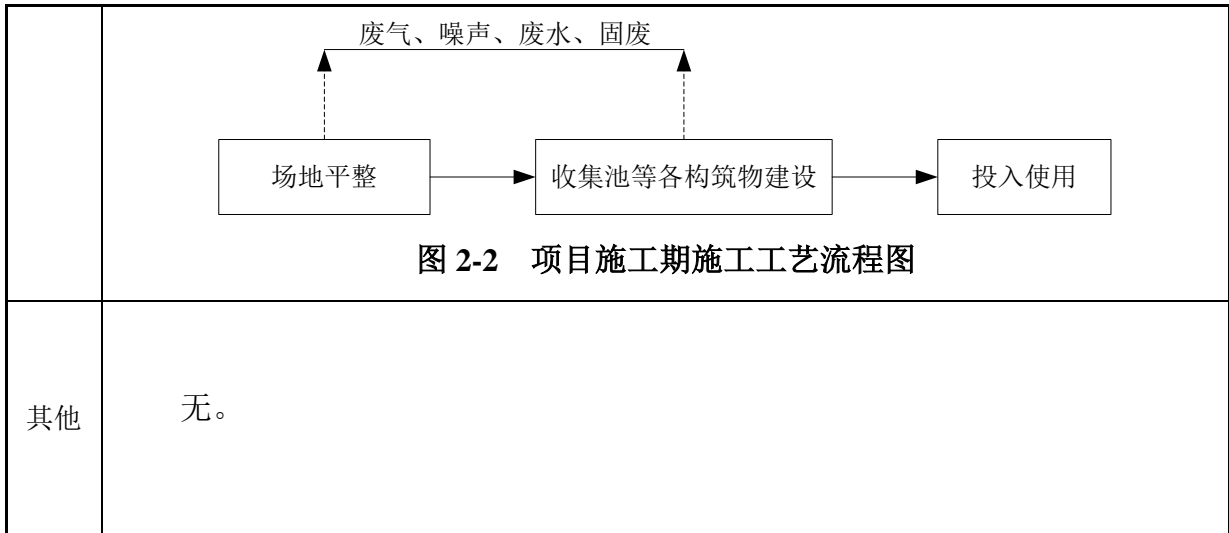 废气、噪声、废水、固废
场地平整
收集池等各构筑物建设
投入使用
图 2-2 项目施工期施工工艺流程图
其他
无。